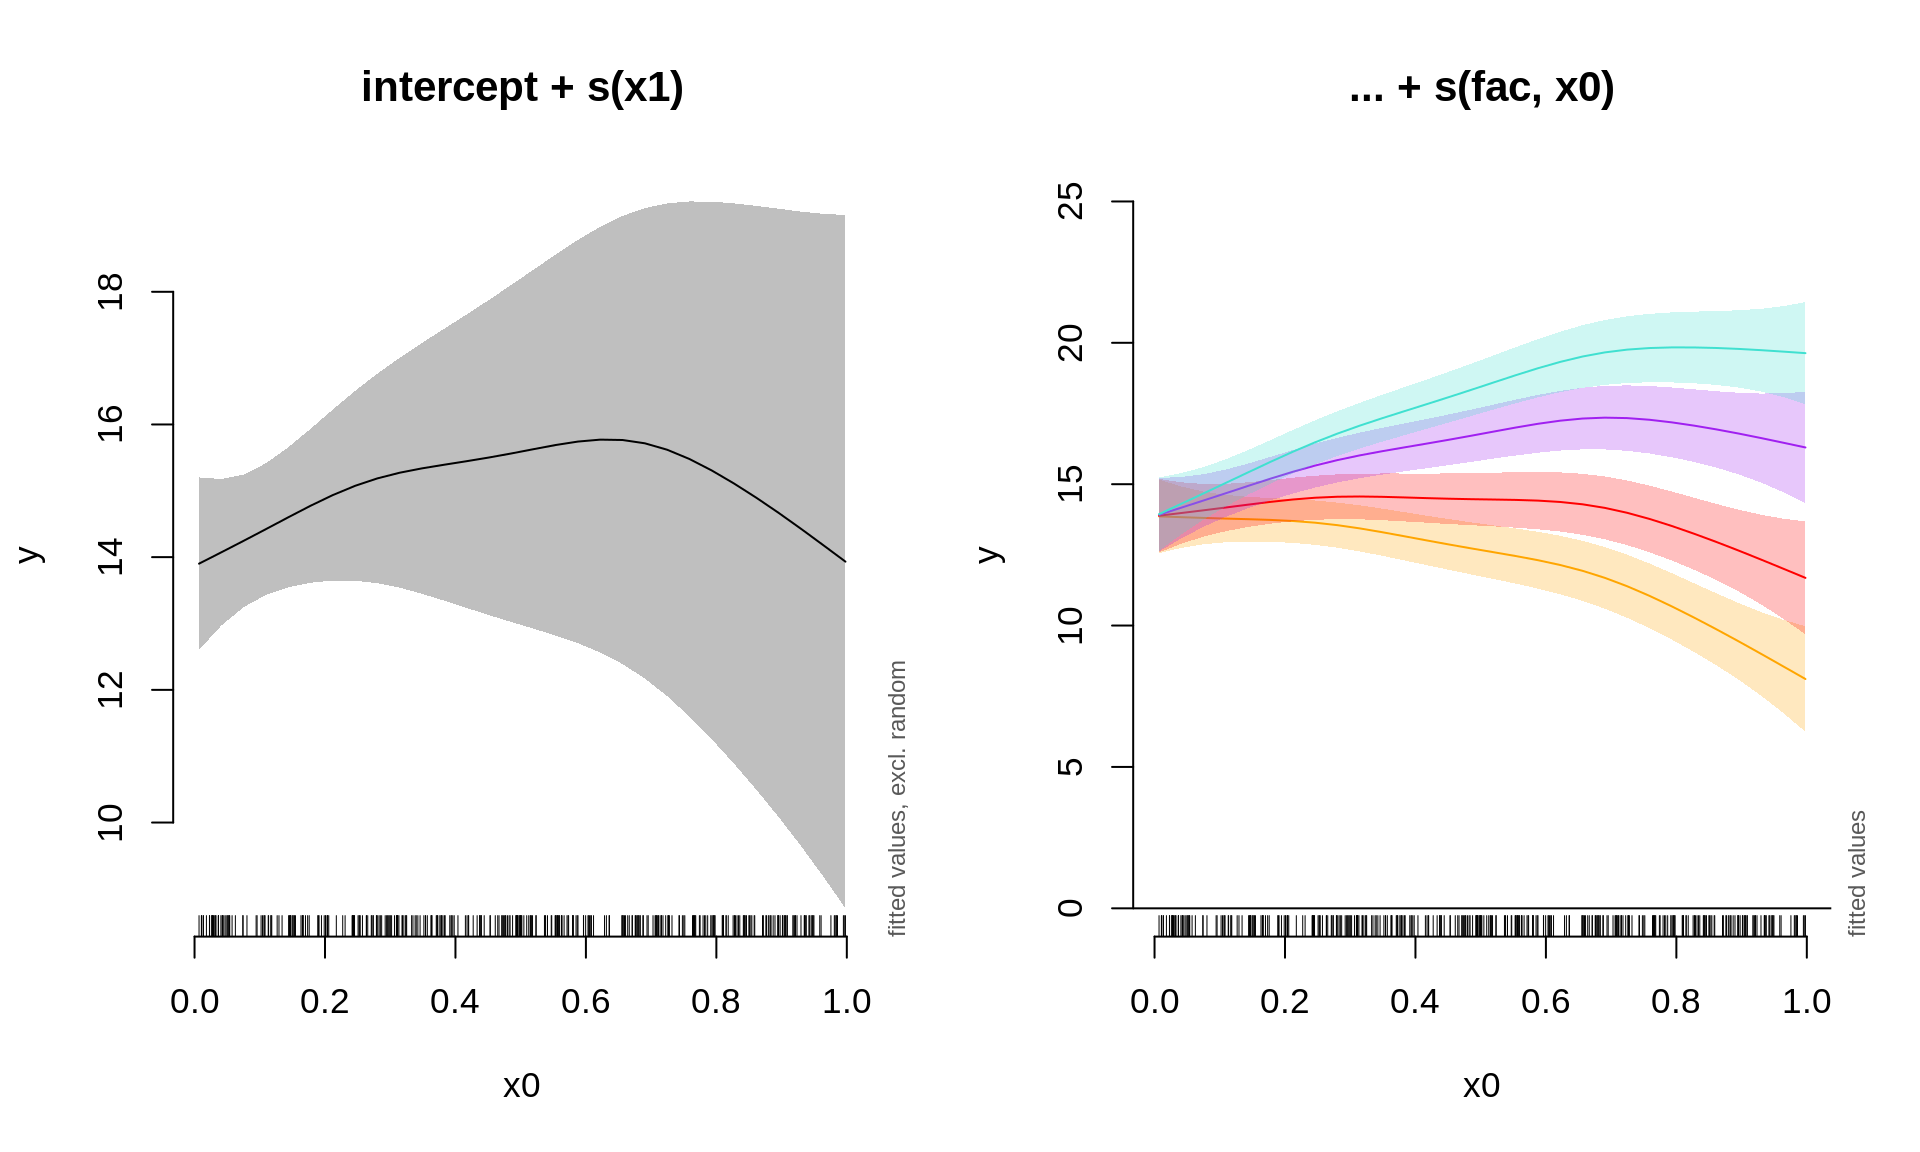 intercept + s(x1)
y
18
16
14
12
10
0.0 0.2 0.4 0.6 0.8 1.0
x0
fitted values, excl. random
... + s(fac, x0)
y
25
20
15
10
5
0
0.0 0.2 0.4 0.6 0.8 1.0
x0
fitted values